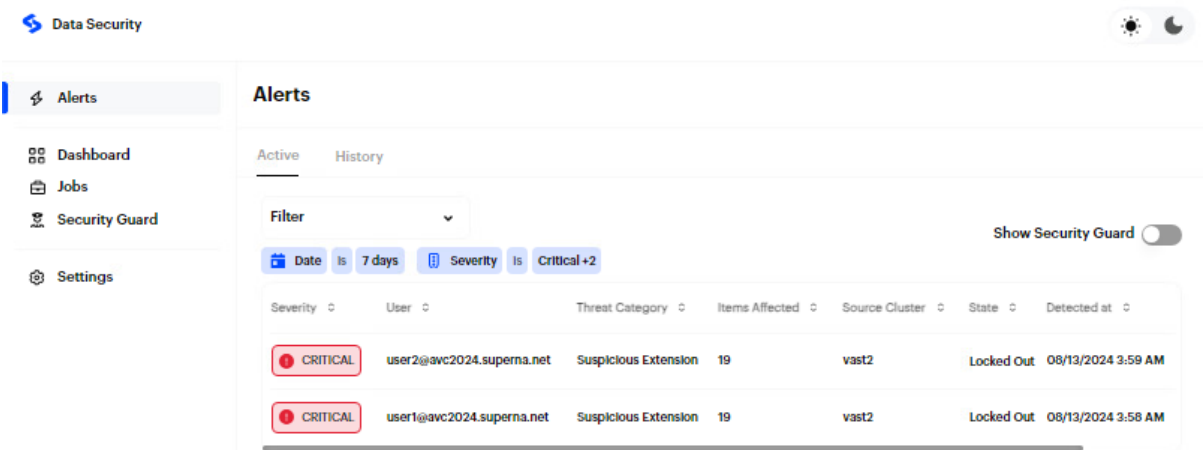 Data Security
Alerts
Dashboard
Jobs
Security Guard
Settings
Alerts
Active History
Filter
Show Security Guard
Date Is 7 days Severity Is Critical +2
Severity User Threat Category Items Affected Source Cluster State Detected at
CRITICAL user2@avc2024.superna.net Suspicious Extension 19 vast2 Locked Out 08/13/2024 3:59 AM
CRITICAL user1@avc2024.superna.net Suspicious Extension 19 vast2 Locked Out 08/13/2024 3:58 AM